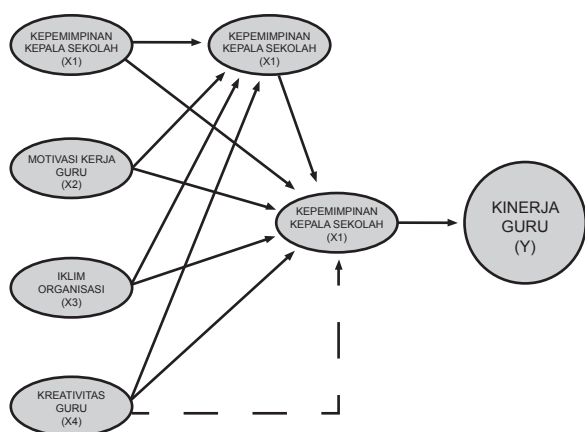 KEPEMIMPINAN
KEPALA SEKOLAH
(X1)
KEPEMIMPINAN
KEPALA SEKOLAH
(X1)
MOTIVASI KERJA
GURU
(X2)
KEPEMIMPINAN
KEPALA SEKOLAH
(X1)
KINERJA
GURU
(Y)
IKLIM
ORGANISASI
(X3)
KREATIVITAS
GURU
(X4)